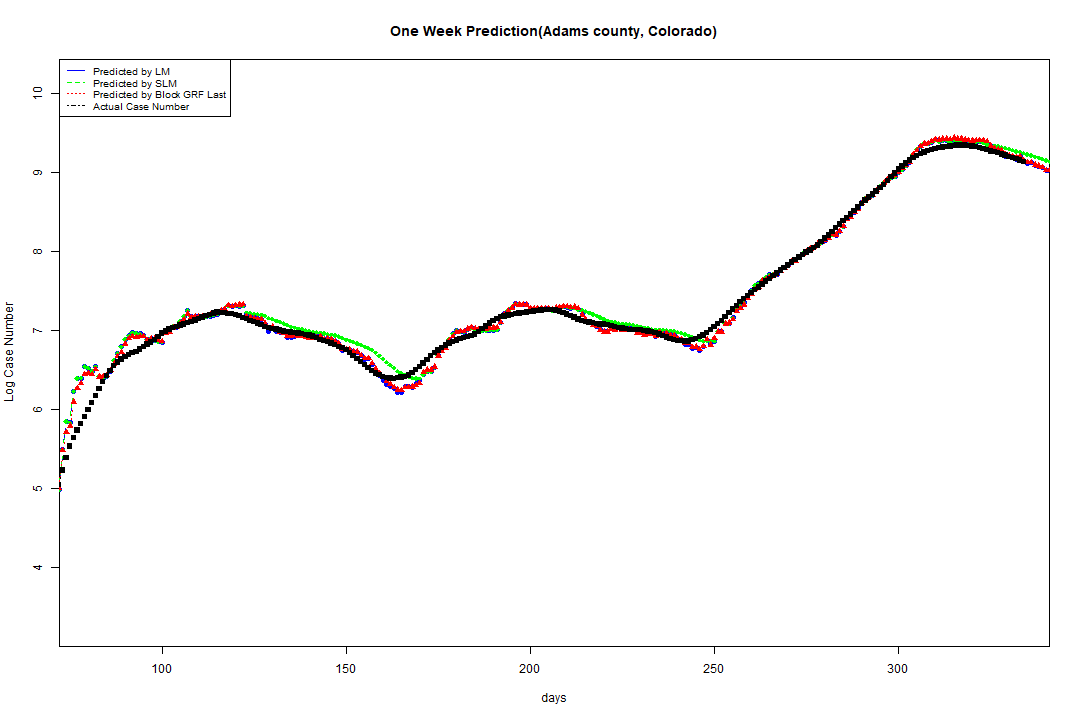 One Week Prediction(Adams county, Colorado)
Predicted by LM
Predicted by SLM
Predicted by Block GRF Last
Actual Case Number
10
9
8
7
6
5
4
Log Case Number
100 150 200 250 300
days